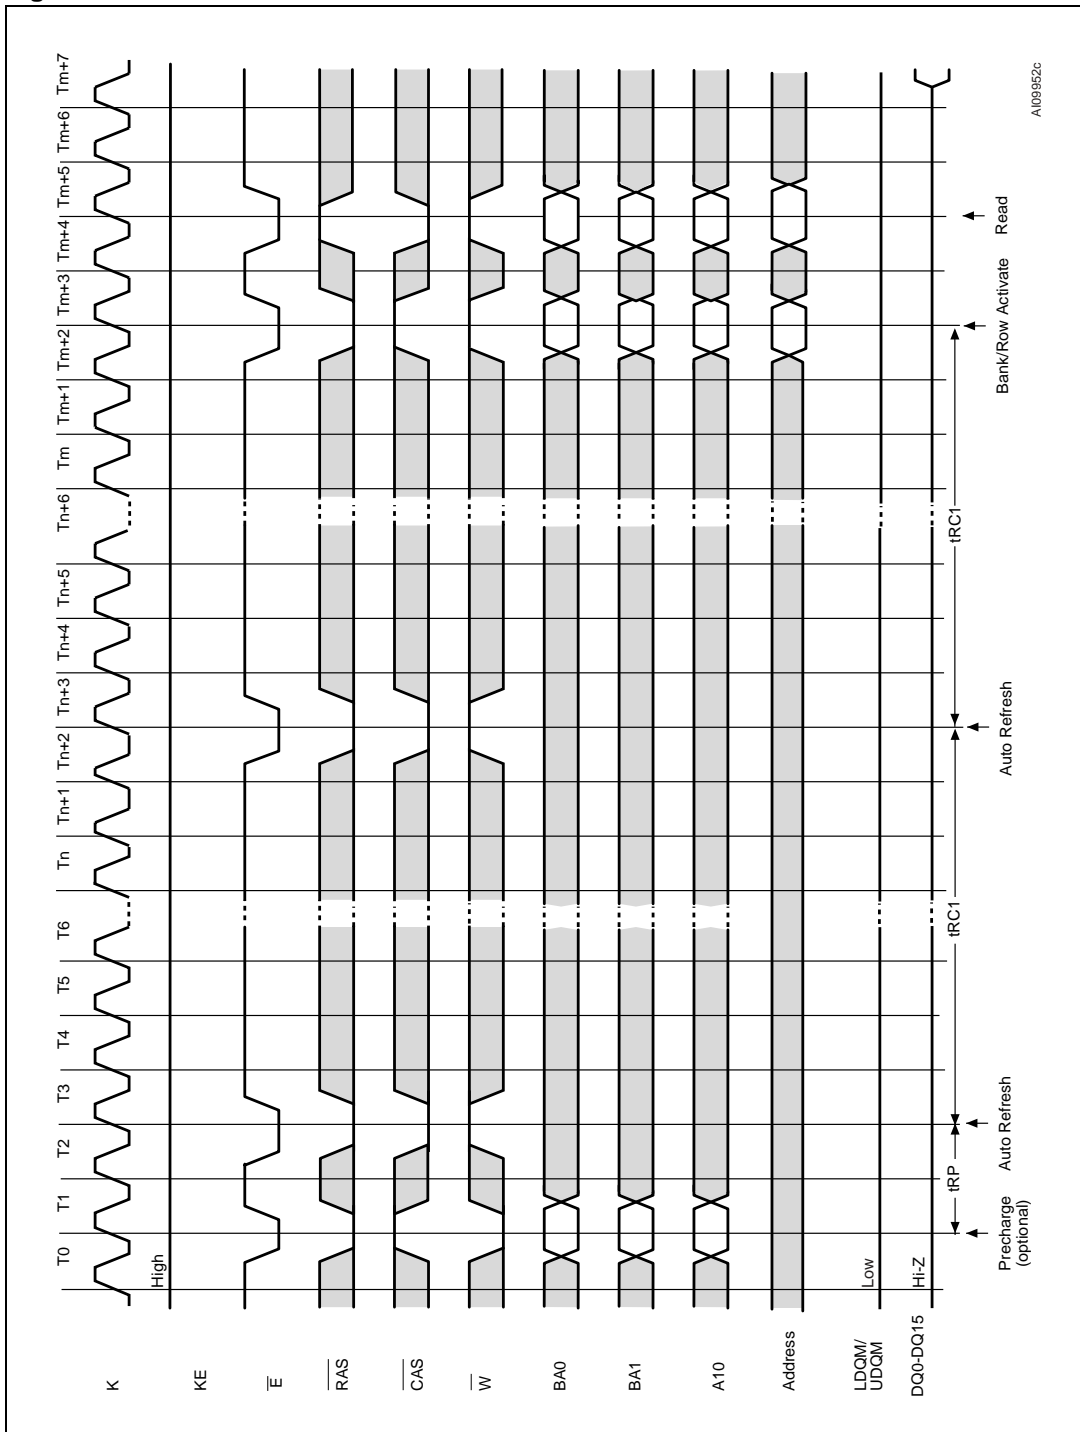 T0 T1 T2 T3 T4 T5 T6 Tn Tn+1 Tn+2 Tn+3 Tn+4 Tn+5 Tn+6 Tm Tm+1 Tm+2 Tm+3 Tm+4 Tm+5 Tm+6 Tm+7
K
High
KE
E
RAS
CAS
W
BA0
BA1
A10
Address
LDQM/
UDQM
Low
DQ0-DQ15
Hi-Z
tRP
tRC1
tRC1
Precharge
(optional)
Auto Refresh
Auto Refresh
Bank/Row Activate
Read
AI09952c